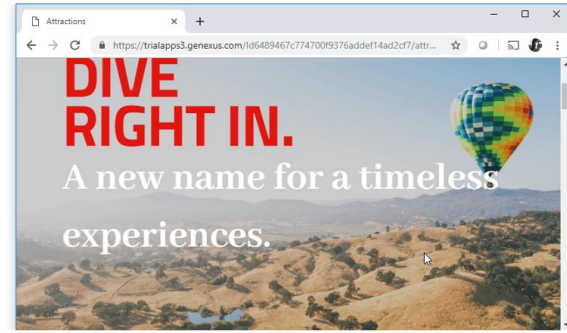 Attractions
https://trialapps3.genexus.com/Id6489467c774700f9376addef14ad2cf7/attr...
DIVE
RIGHT IN.
A new name for a timeless
experiences.